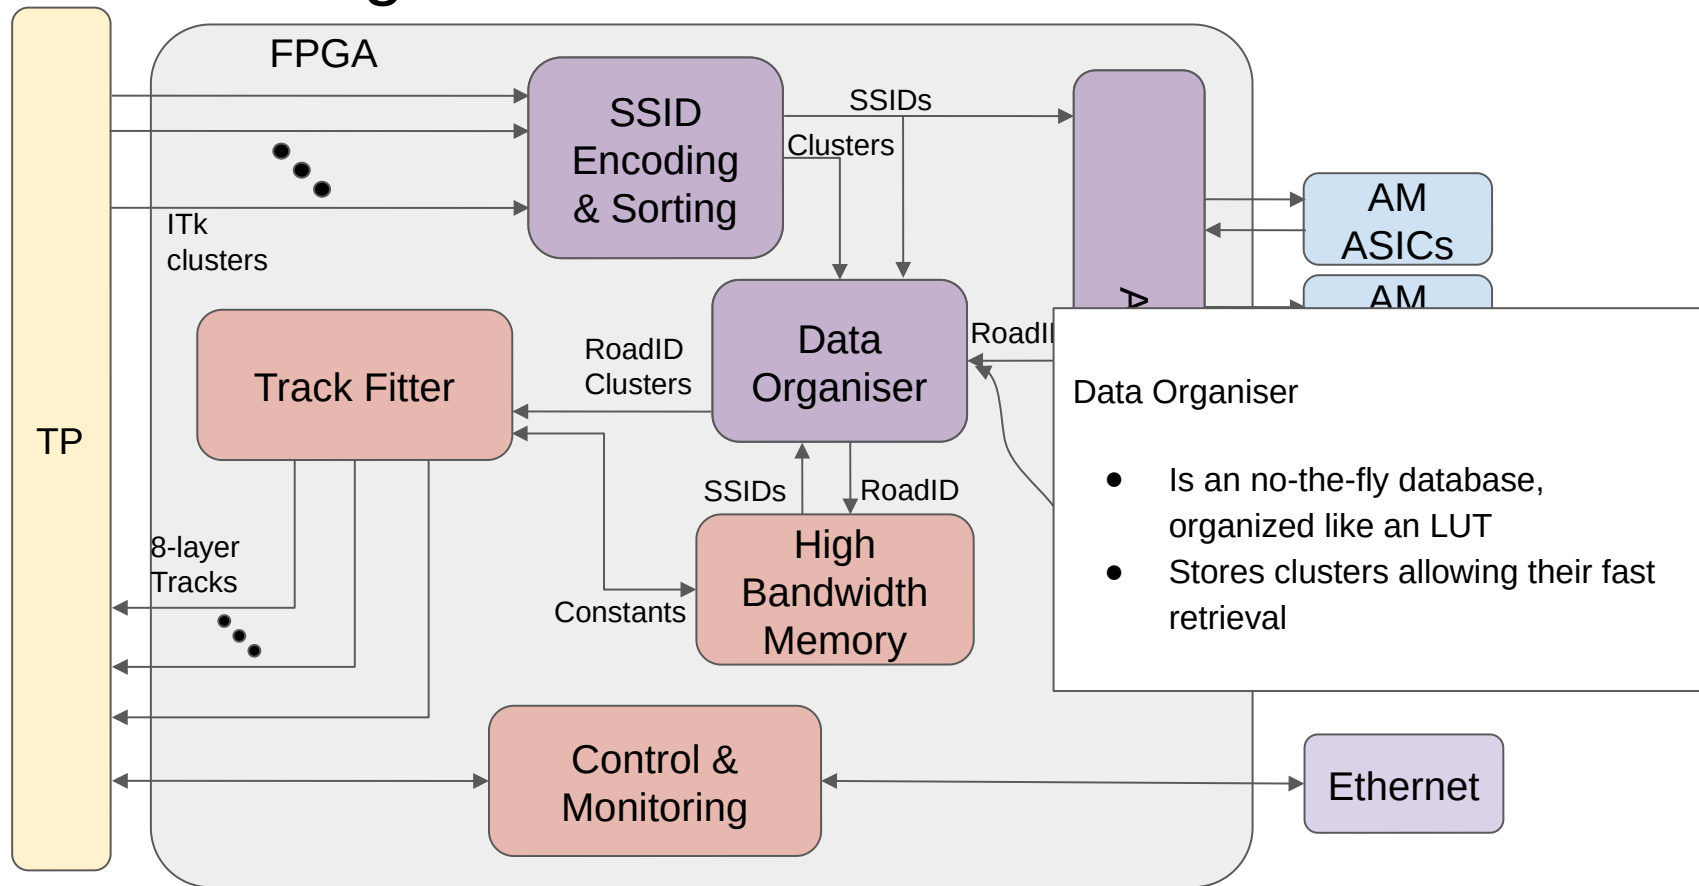 FPGA
SSID
Encoding
& Sorting
SSIDs
Clusters
ITk
clusters
AM
ASICs
AM
A
TP
Track Fitter
RoadID
Clusters
Data
Organiser
Data Organiser
● Is an no-the-fly database,
organized like an LUT
● Stores clusters allowing their fast
retrieval
SSIDs
RoadID
High
Bandwidth
Memory
8-layer
Tracks
Constants
Control &
Monitoring
Ethernet